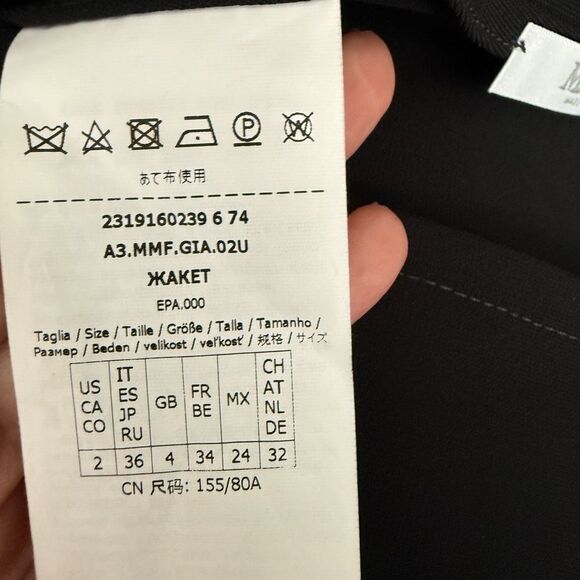 あて布使用
2319160239 6 74
A3.MMF.GIA.02U
ЖАКЕТ
EPA.000
Taglia / Size / Taille / Größe / Talla / Tamanho /
Размер / Beden / velikost / veľkosť / 规格 / サイズ
US CA CO IT ES JP RU GB FR BE MX CH AT NL DE
2 36 4 34 24 32
CN 尺码: 155/80A